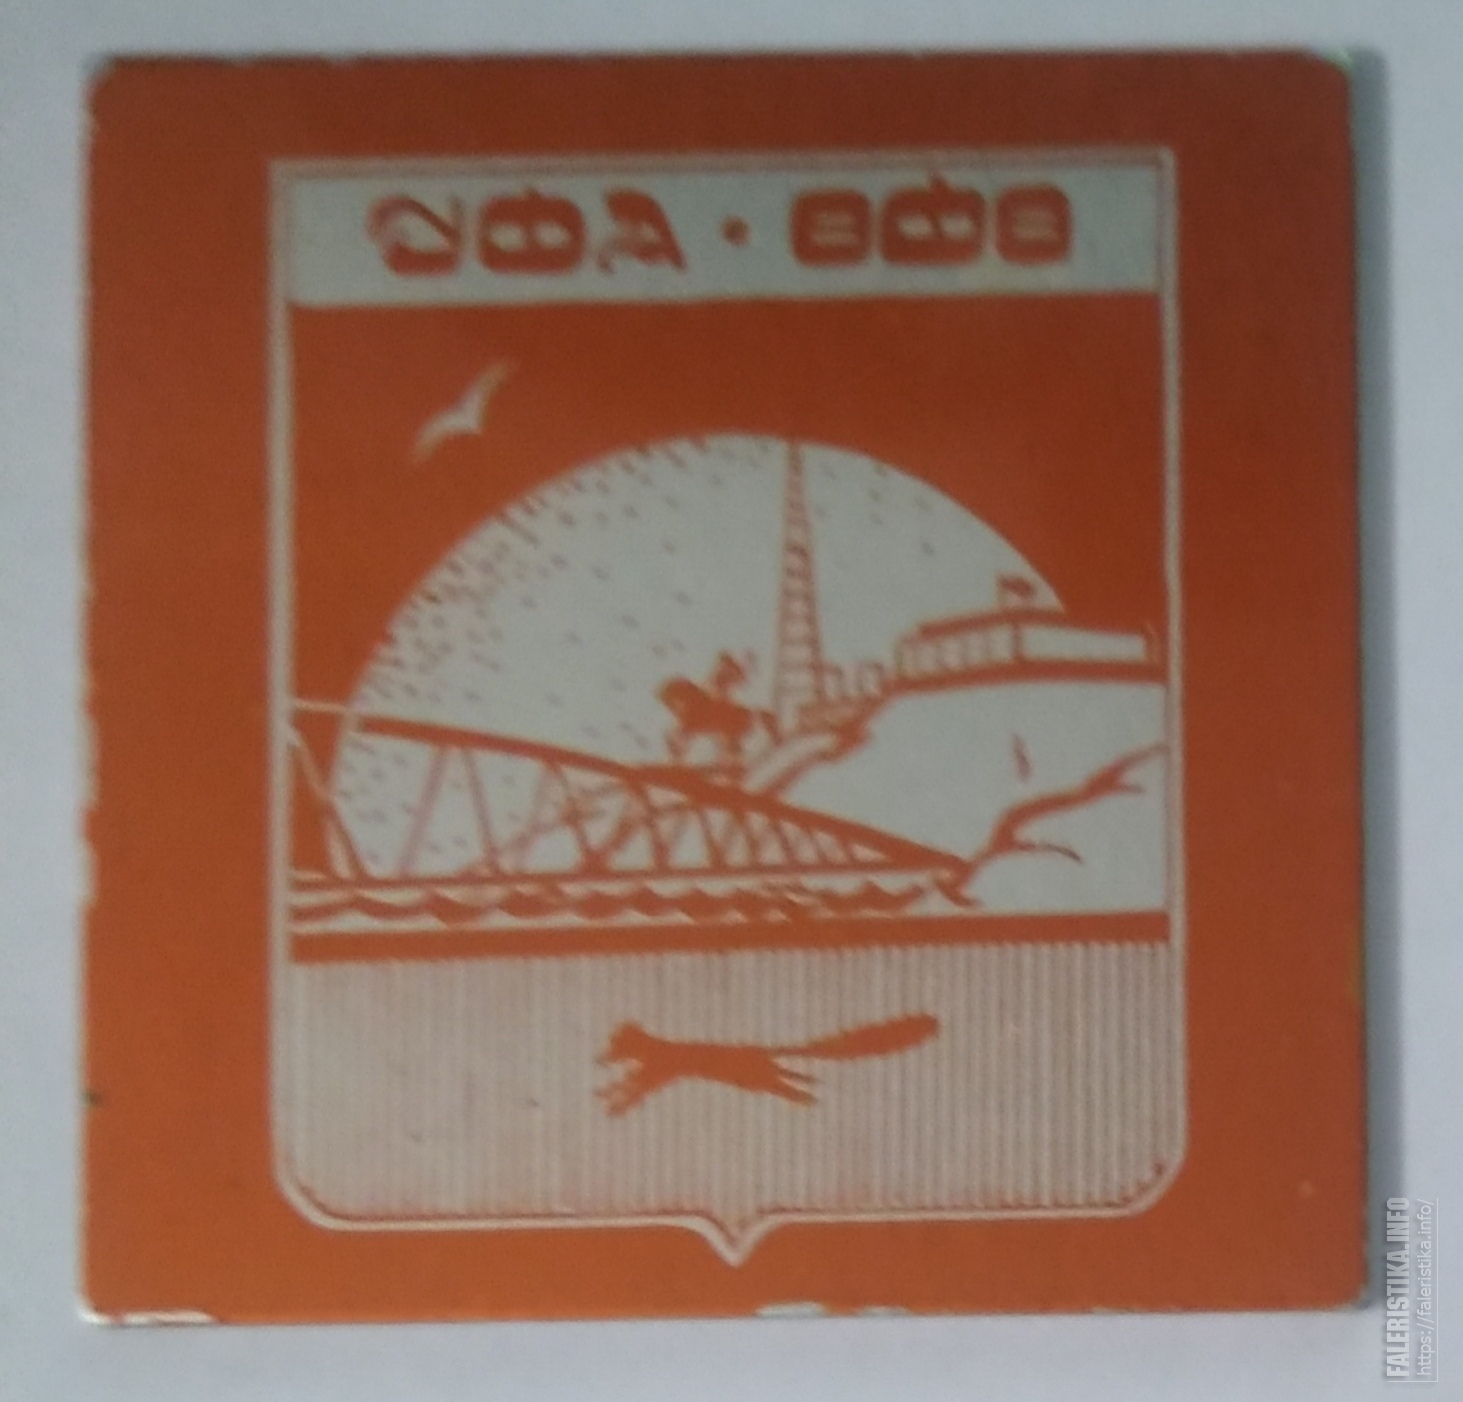 ӨФӨ · УФА
FALERISTIKA.INFO
https://faleristika.info/